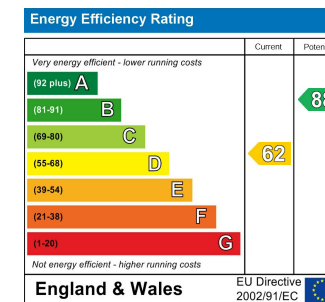 Energy Efficiency Rating
Current
Very energy efficient - lower running costs
(92 plus) A
(81-91) B
(69-80) C
(55-68) D
(39-54) E
(21-38) F
(1-20) G
62
Not energy efficient - higher running costs
England & Wales
EU Directive
2002/91/EC